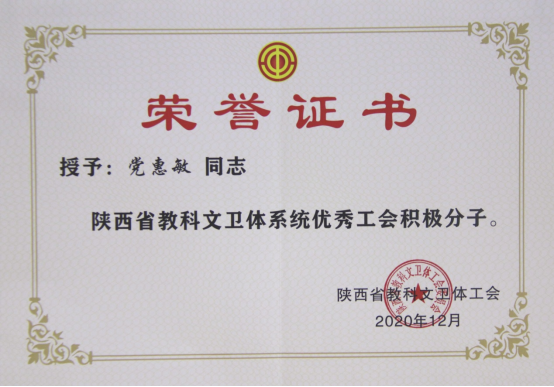 荣誉证书
授予：党惠敏 同志
陕西省教科文卫体系统优秀工会积极分子。
陕西省教科文卫体工会
2020年12月